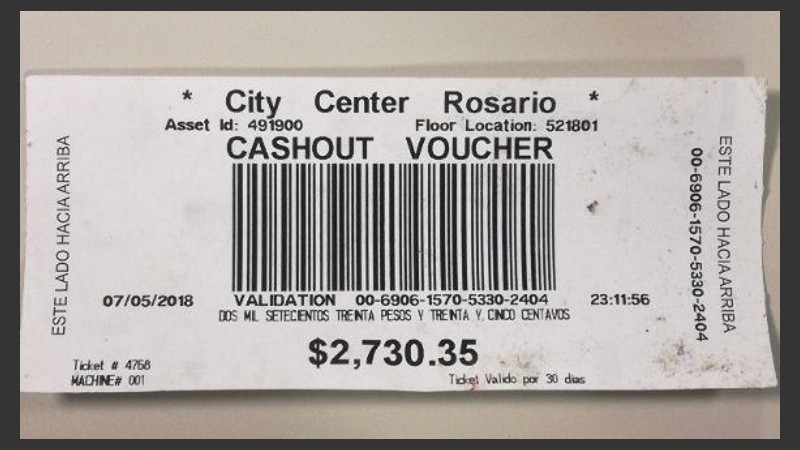 * City Center Rosario *
Asset Id: 491900 Floor Location: 521801
CASHOUT VOUCHER
ESTE LADO HACIA ARRIBA
07/05/2018 VALIDATION 00-6906-1570-5330-2404 23:11:56
DOS MIL SETECIENTOS TREINTA PESOS Y TREINTA Y CINCO CENTAVOS
$2,730.35
Ticket # 4768
MACHINE# 001
Ticket Valido por 30 dias
00-6906-1570-5330-2404
ESTE LADO HACIA ARRIBA